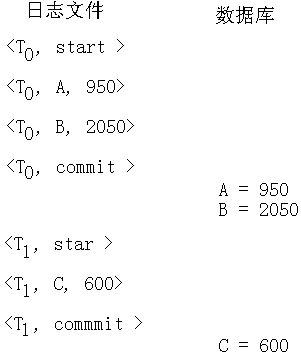 日志文件 数据库
<T0, start >
<T0, A, 950>
<T0, B, 2050>
<T0, commit >
A = 950
B = 2050
<T1, star >
<T1, C, 600>
<T1, commmit >
C = 600